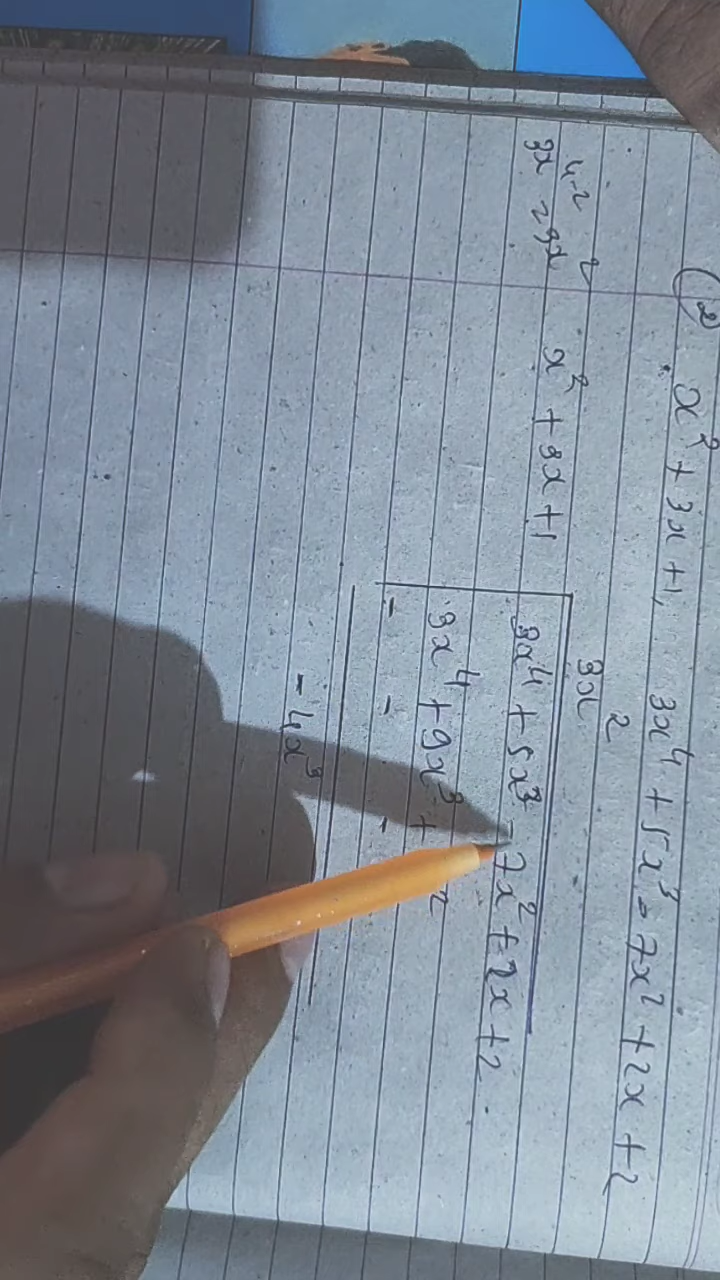 (2) x² + 3x + 1, 3x⁴ + 5x³ - 7x² + 2x + 2
3x²
3x⁴⁻² = 3x²
x² + 3x + 1 3x⁴ + 5x³ - 7x² + 2x + 2
3x⁴ + 9x³ +
- - -
- 4x³